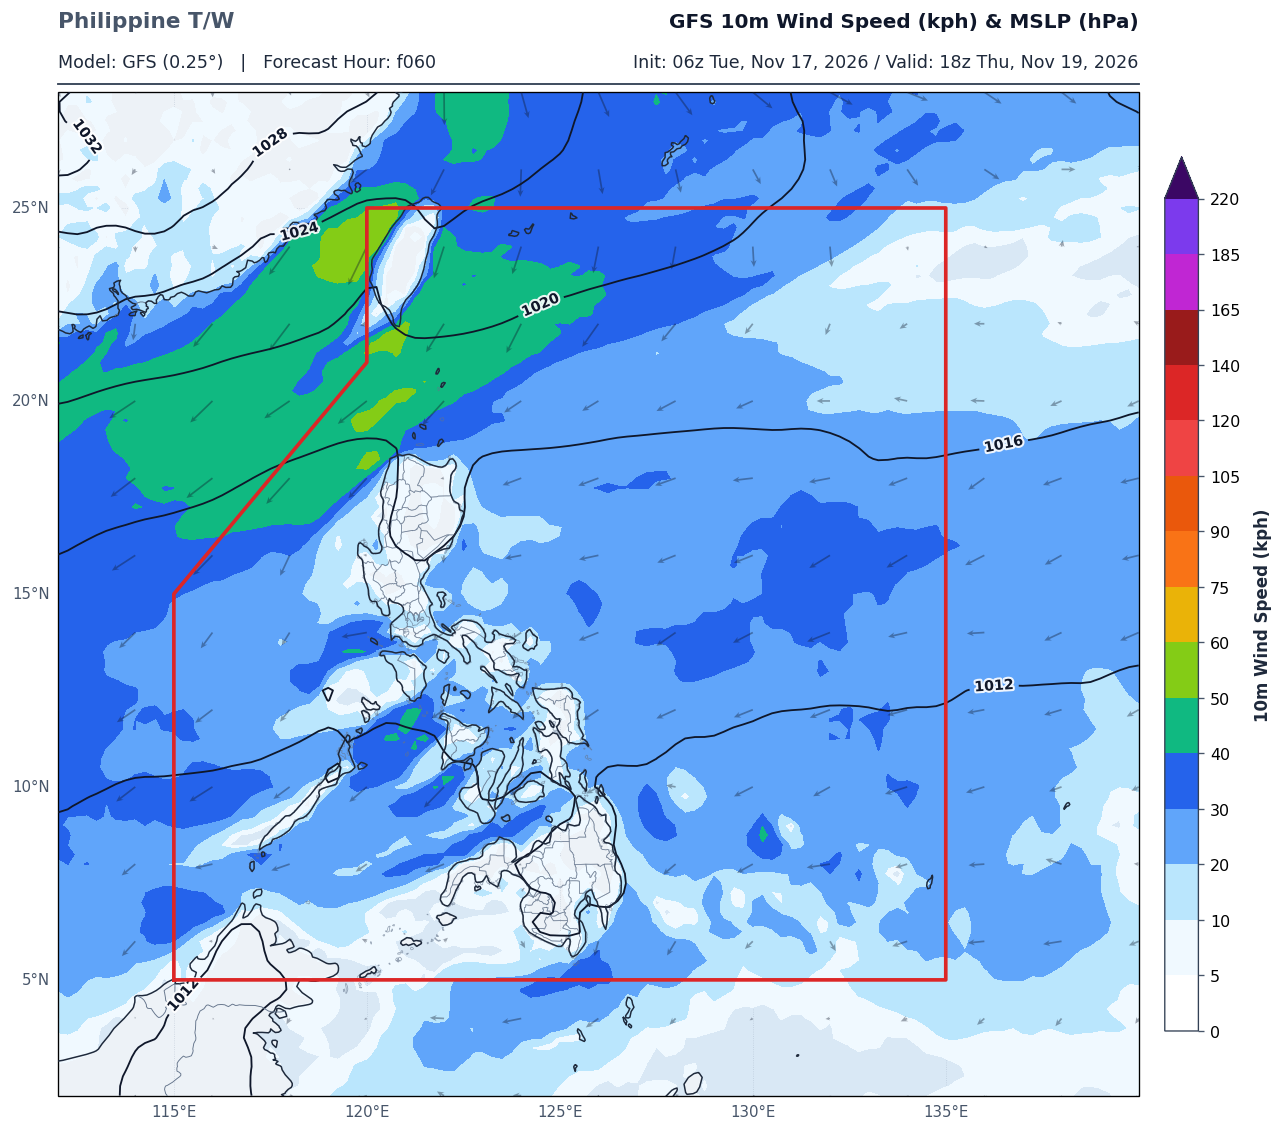 Philippine T/W
GFS 10m Wind Speed (kph) & MSLP (hPa)
Model: GFS (0.25°)   |   Forecast Hour: f060
Init: 06z Tue, Nov 17, 2026 / Valid: 18z Thu, Nov 19, 2026
1032
1028
1024
1020
1016
1012
1012
25°N
20°N
15°N
10°N
5°N
115°E
120°E
125°E
130°E
135°E
220
185
165
140
120
105
90
75
60
50
40
30
20
10
5
0
10m Wind Speed (kph)